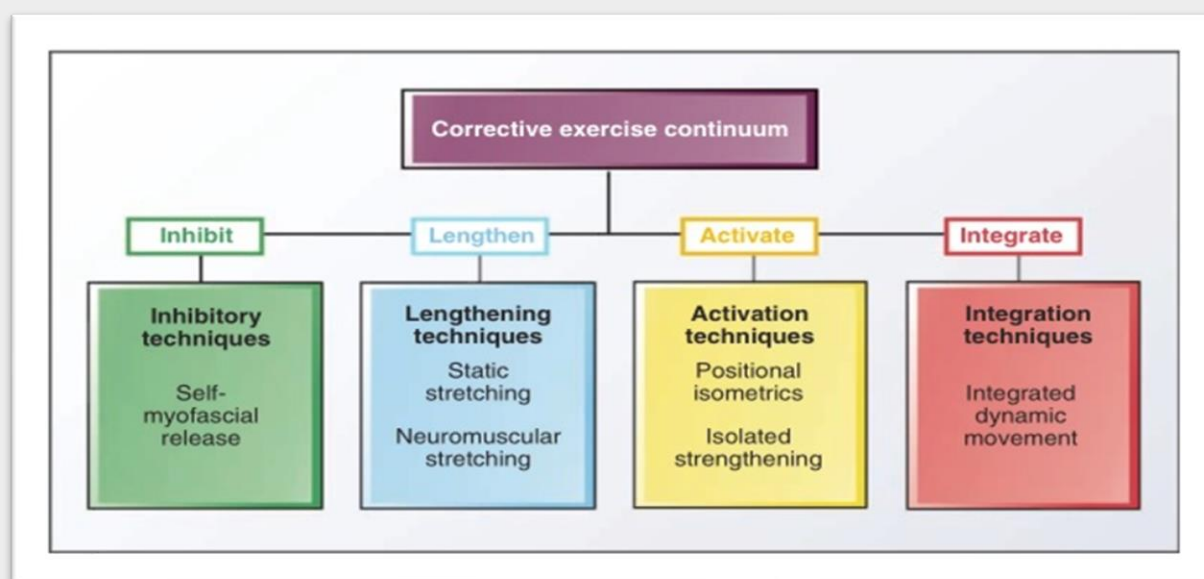 Corrective exercise continuum
Inhibit
Lengthen
Activate
Integrate
Inhibitory
techniques
Self-
myofascial
release
Lengthening
techniques
Static
stretching
Neuromuscular
stretching
Activation
techniques
Positional
isometrics
Isolated
strengthening
Integration
techniques
Integrated
dynamic
movement